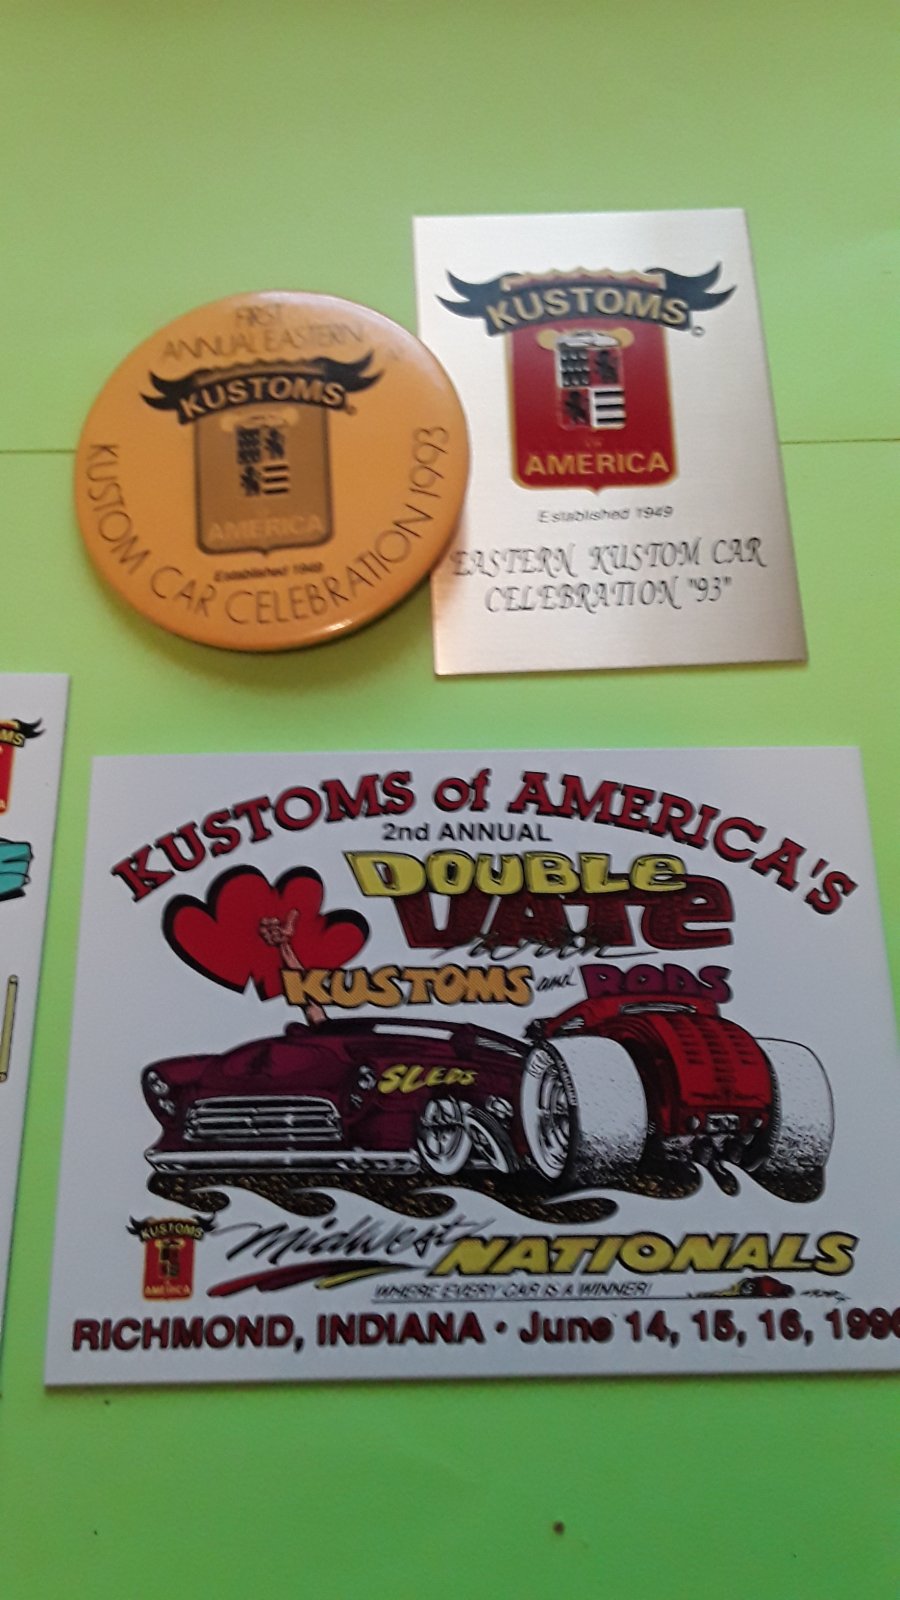 FIRST
ANNUAL EASTERN
KUSTOMS
AMERICA
Established 1949
KUSTOM CAR CELEBRATION 1993
KUSTOMS
IN
AMERICA
Established 1949
EASTERN KUSTOM CAR
CELEBRATION "93"
KUSTOMS of AMERICA'S
2nd ANNUAL
DOUBLE
DATE
KUSTOMS and RODS
SLEDS
KUSTOMS
AMERICA
Midwest NATIONALS
WHERE EVERY CAR IS A WINNER!
RICHMOND, INDIANA • June 14, 15, 16, 199